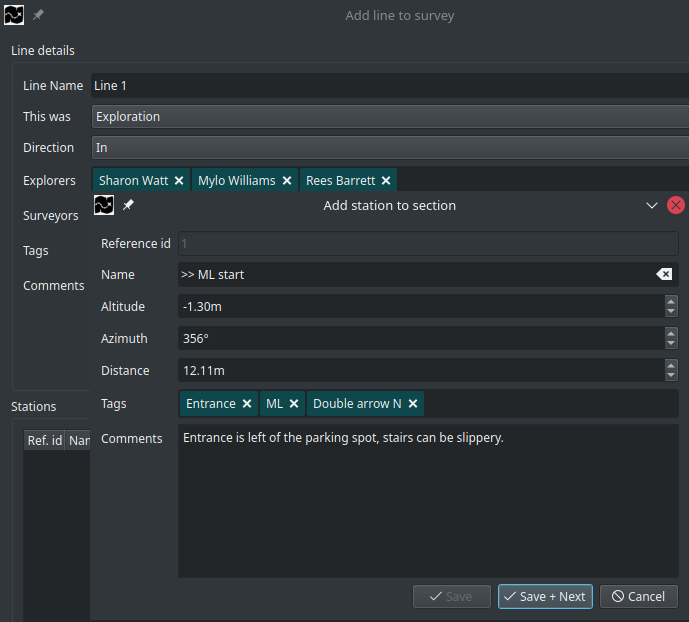 Add line to survey
Line details
Line Name Line 1
This was Exploration
Direction In
Explorers Sharon Watt × Mylo Williams × Rees Barrett ×
Surveyors
Tags
Comments
Stations
Ref. id Nar
Add station to section
Reference id 1
Name >> ML start
Altitude -1.30m
Azimuth 356°
Distance 12.11m
Tags Entrance × ML × Double arrow N ×
Comments Entrance is left of the parking spot, stairs can be slippery.
Save Save + Next Cancel